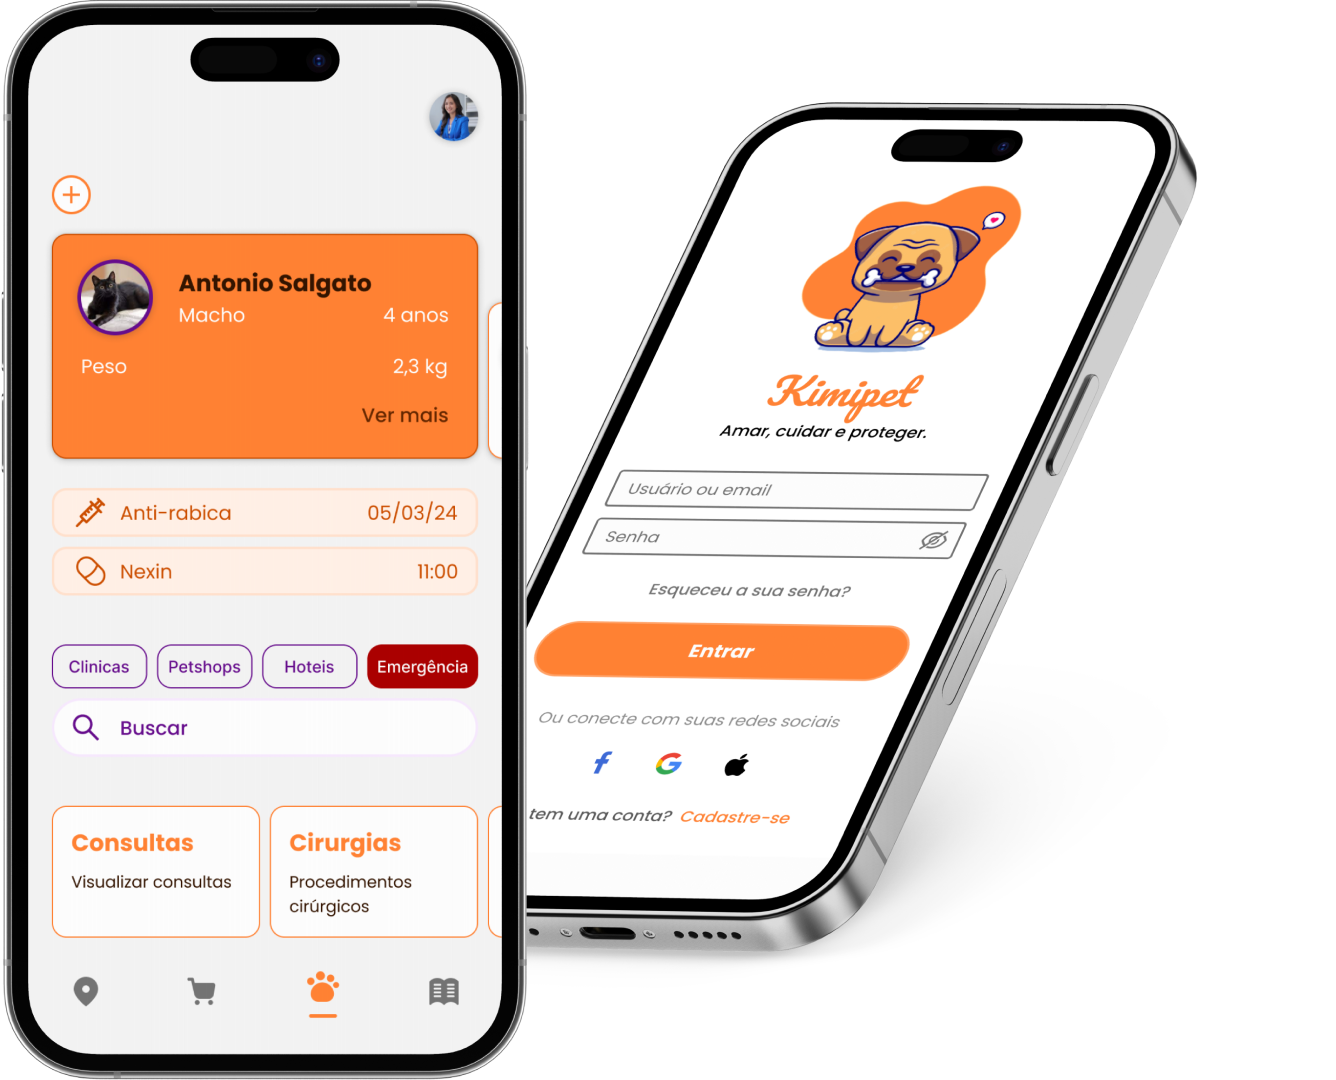 Antonio Salgato
Macho 4 anos
Peso 2,3 kg
Ver mais
Anti-rabica 05/03/24
Nexin 11:00
Clinicas Petshops Hoteis Emergência
Buscar
Consultas
Visualizar consultas
Cirurgias
Procedimentos
cirúrgicos
Kimipet
Amar, cuidar e proteger.
Usuário ou email
Senha
Esqueceu a sua senha?
Entrar
Ou conecte com suas redes sociais
tem uma conta? Cadastre-se